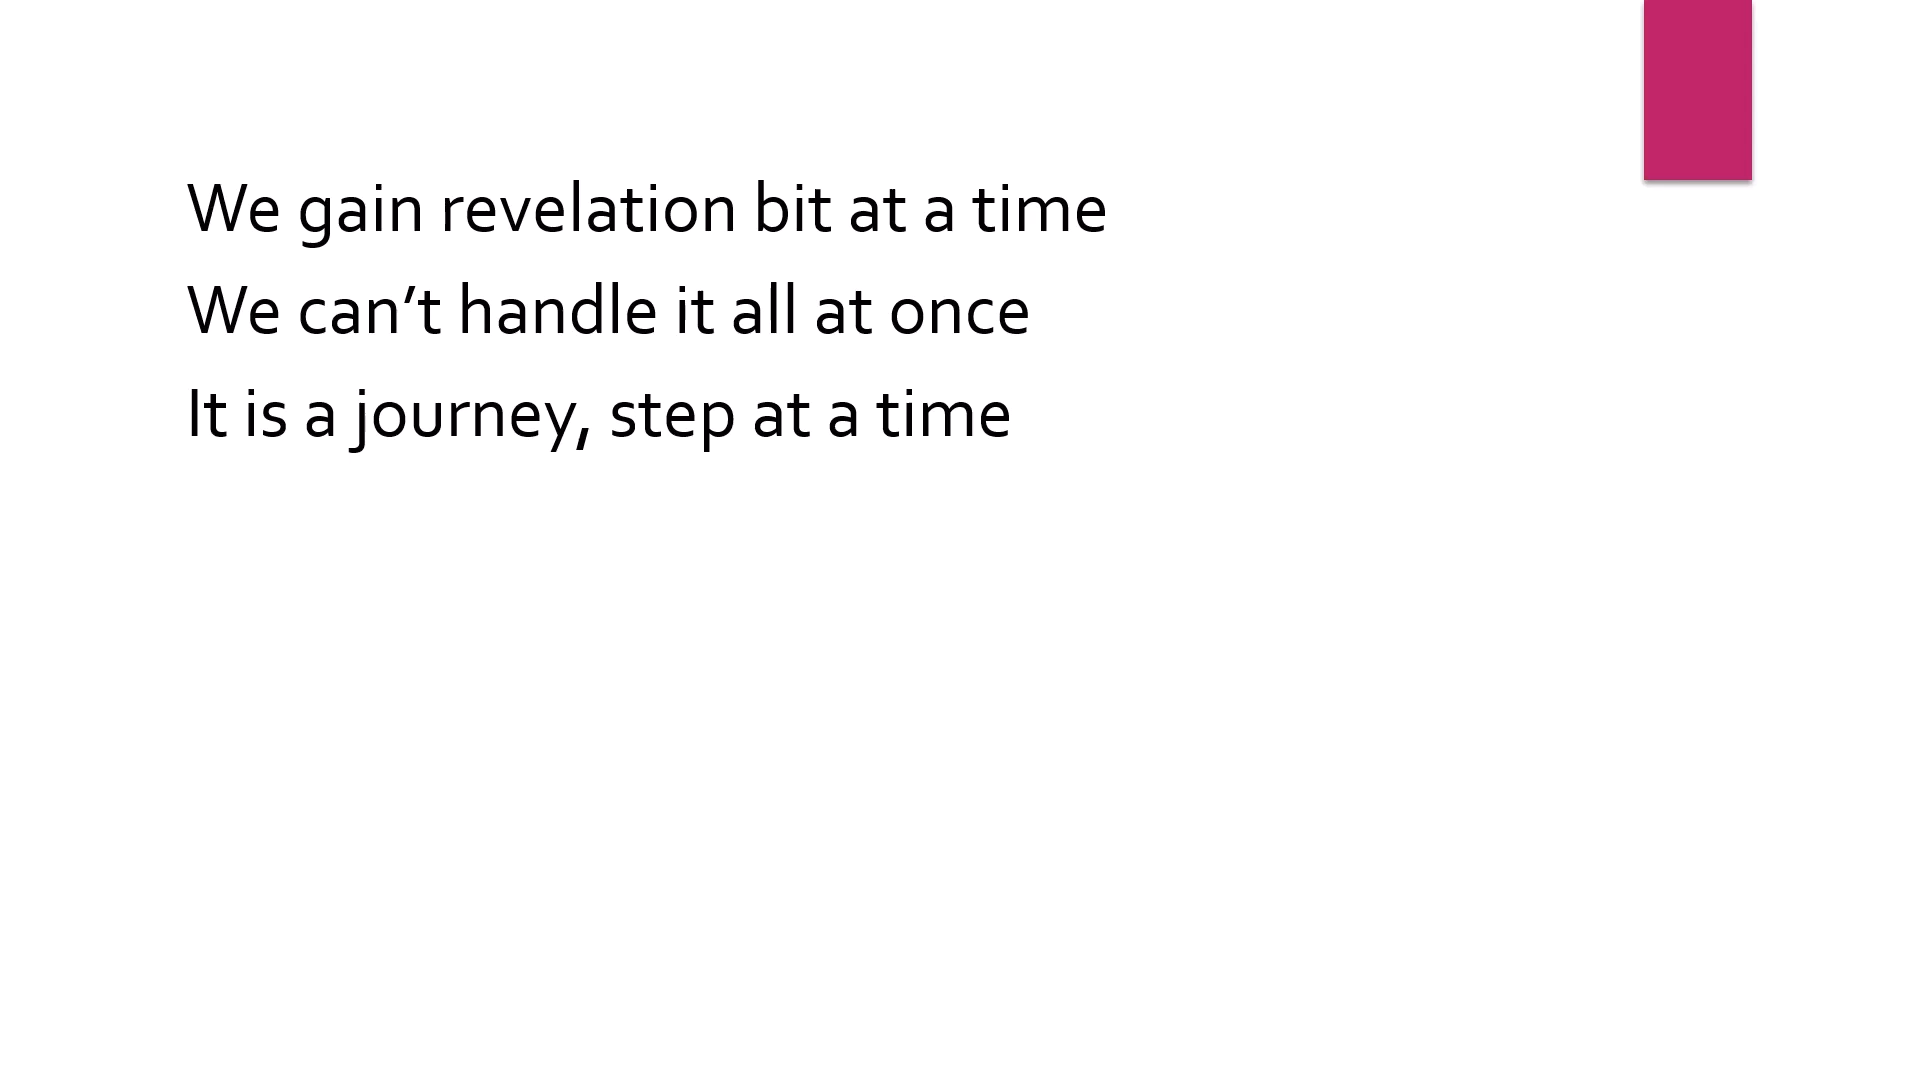 We gain revelation bit at a time
We can’t handle it all at once
It is a journey, step at a time